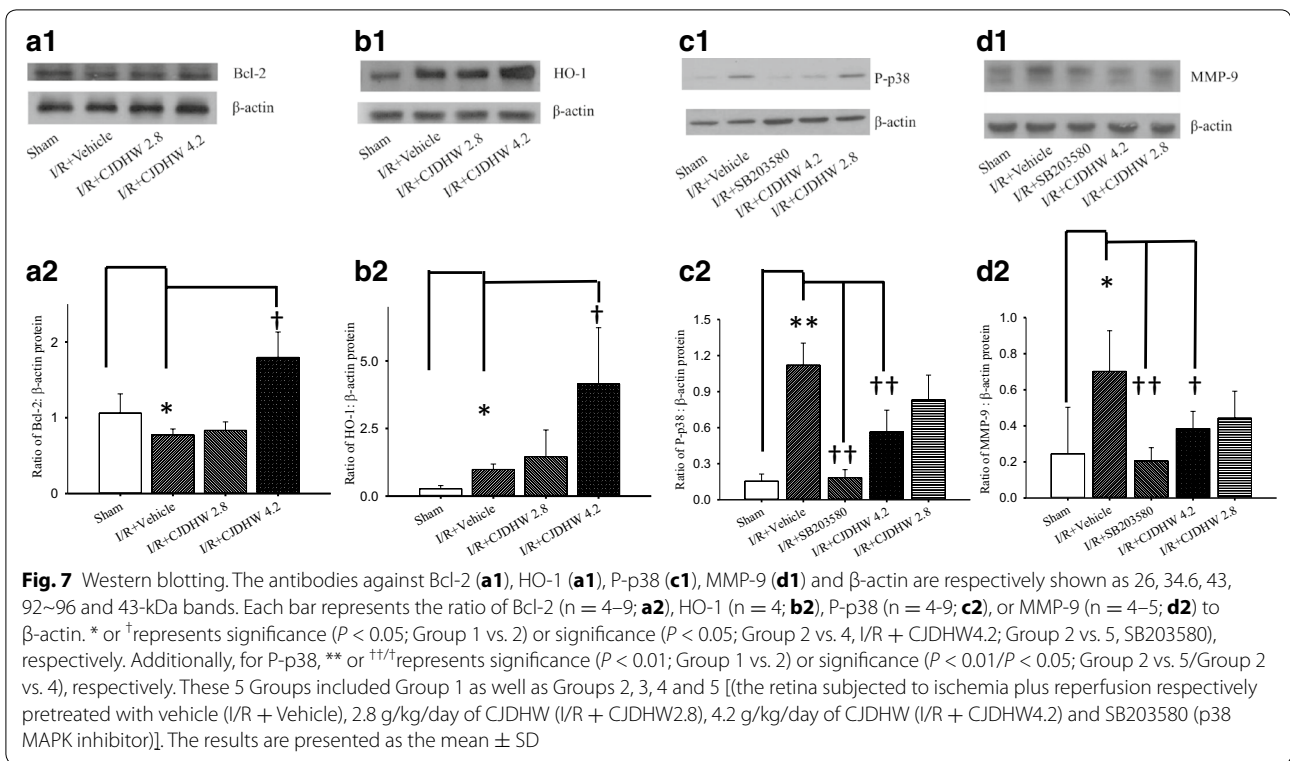 a1
Bcl-2
β-actin
Sham
I/R+Vehicle
I/R+CJDHW 2.8
I/R+CJDHW 4.2
b1
HO-1
β-actin
Sham
I/R+Vehicle
I/R+CJDHW 2.8
I/R+CJDHW 4.2
c1
P-p38
β-actin
Sham
I/R+Vehicle
I/R+SB203580
I/R+CJDHW 4.2
I/R+CJDHW 2.8
d1
MMP-9
β-actin
Sham
I/R+Vehicle
I/R+SB203580
I/R+CJDHW 4.2
I/R+CJDHW 2.8
a2
Ratio of Bcl-2: β-actin protein
2
1
0
*
†
Sham
I/R+Vehicle
I/R+CJDHW 2.8
I/R+CJDHW 4.2
b2
Ratio of HO-1: β-actin protein
5.0
2.5
0.0
*
†
Sham
I/R+Vehicle
I/R+CJDHW 2.8
I/R+CJDHW 4.2
c2
Ratio of P-p38 : β-actin protein
1.5
1.2
0.9
0.6
0.3
0.0
**
††
††
Sham
I/R+Vehicle
I/R+SB203580
I/R+CJDHW 4.2
I/R+CJDHW 2.8
d2
Ratio of MMP-9 : β-actin protein
1.0
0.8
0.6
0.4
0.2
0.0
*
††
†
Sham
I/R+Vehicle
I/R+SB203580
I/R+CJDHW 4.2
I/R+CJDHW 2.8
Fig. 7 Western blotting. The antibodies against Bcl-2 (a1), HO-1 (a1), P-p38 (c1), MMP-9 (d1) and β-actin are respectively shown as 26, 34.6, 43,
92~96 and 43-kDa bands. Each bar represents the ratio of Bcl-2 (n = 4–9; a2), HO-1 (n = 4; b2), P-p38 (n = 4-9; c2), or MMP-9 (n = 4–5; d2) to
β-actin. * or †represents significance (P < 0.05; Group 1 vs. 2) or significance (P < 0.05; Group 2 vs. 4, I/R + CJDHW4.2; Group 2 vs. 5, SB203580),
respectively. Additionally, for P-p38, ** or ††/†represents significance (P < 0.01; Group 1 vs. 2) or significance (P < 0.01/P < 0.05; Group 2 vs. 5/Group 2
vs. 4), respectively. These 5 Groups included Group 1 as well as Groups 2, 3, 4 and 5 [(the retina subjected to ischemia plus reperfusion respectively
pretreated with vehicle (I/R + Vehicle), 2.8 g/kg/day of CJDHW (I/R + CJDHW2.8), 4.2 g/kg/day of CJDHW (I/R + CJDHW4.2) and SB203580 (p38
MAPK inhibitor)]. The results are presented as the mean ± SD